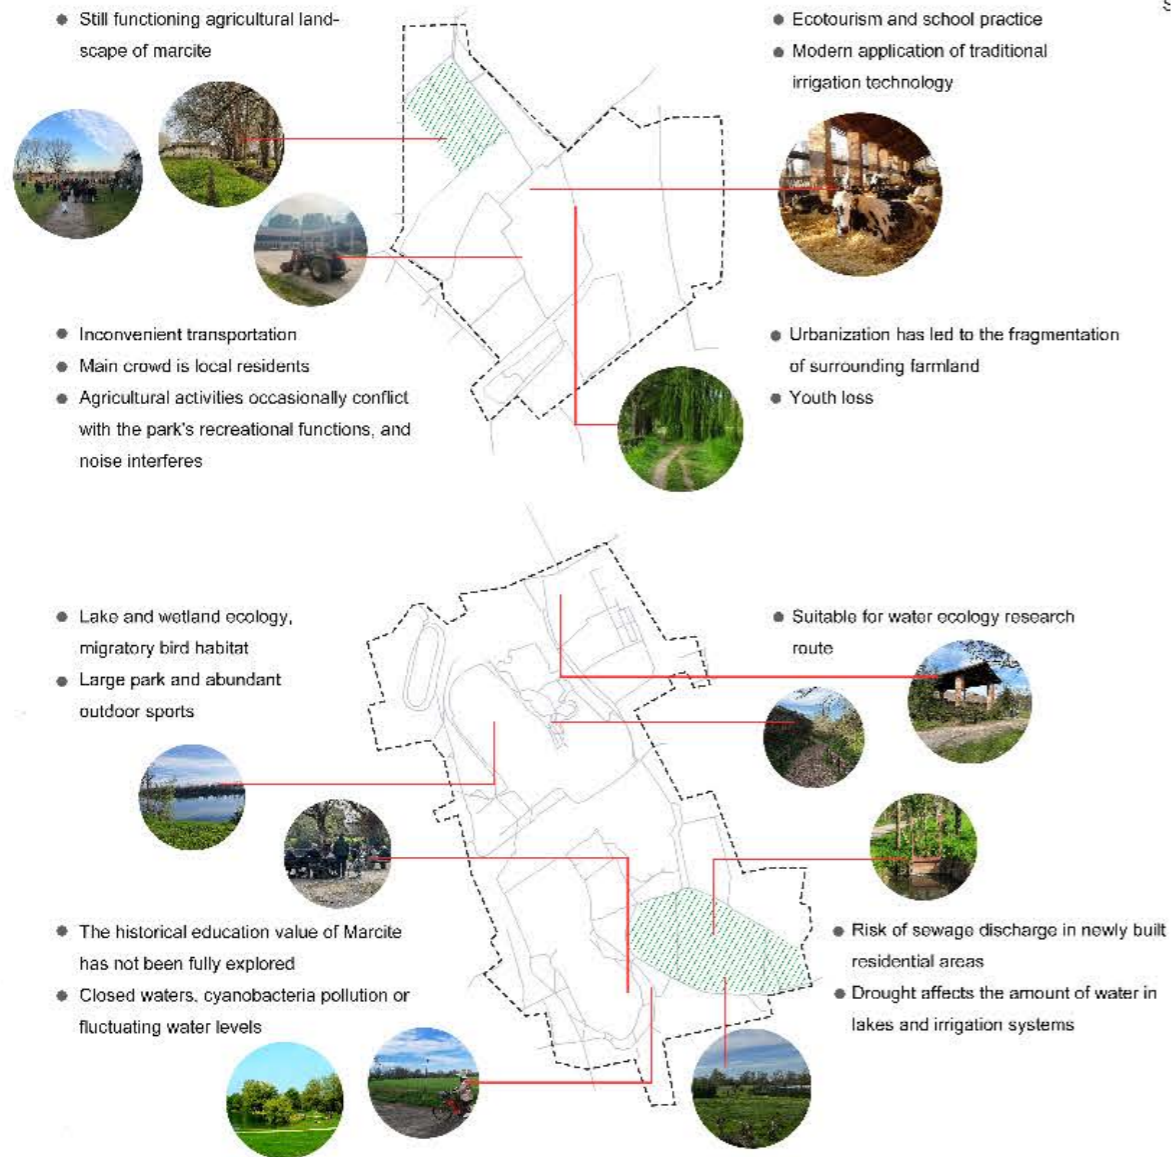 Still functioning agricultural land-
scape of marcite
Ecotourism and school practice
Modern application of traditional
irrigation technology
Inconvenient transportation
Main crowd is local residents
Agricultural activities occasionally conflict
with the park's recreational functions, and
noise interferes
Urbanization has led to the fragmentation
of surrounding farmland
Youth loss
Lake and wetland ecology,
migratory bird habitat
Large park and abundant
outdoor sports
Suitable for water ecology research
route
The historical education value of Marcite
has not been fully explored
Closed waters, cyanobacteria pollution or
fluctuating water levels
Risk of sewage discharge in newly built
residential areas
Drought affects the amount of water in
lakes and irrigation systems